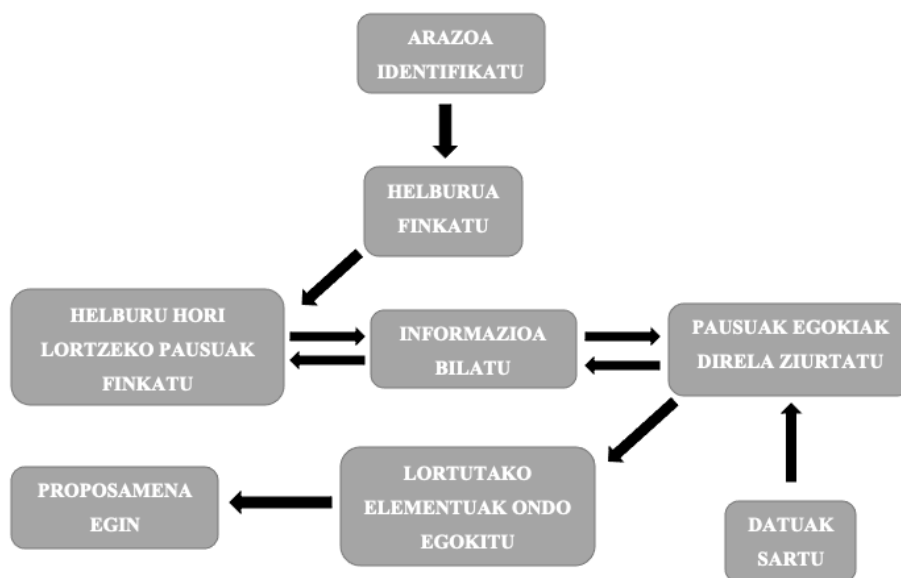 ARAZOA
IDENTIFIKATU
HELBURUA
FINKATU
HELBURU HORI
LORTZEKO PAUSUAK
FINKATU
INFORMAZIOA
BILATU
PAUSUAK EGOKIAK
DIRELA ZIURTATU
LORTUTAKO
ELEMENTUAK ONDO
EGOKITU
PROPOSAMENA
EGIN
DATUAK
SARTU